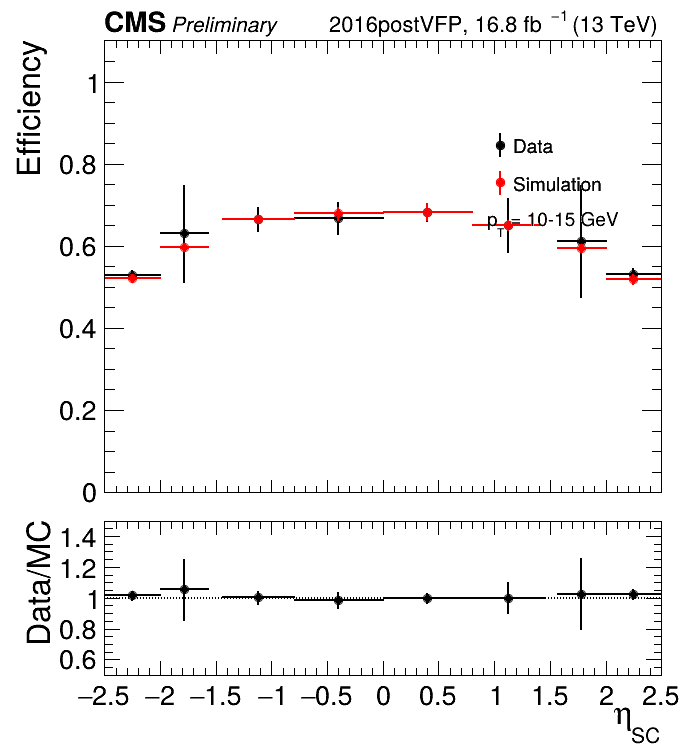 CMS Preliminary 2016postVFP, 16.8 fb⁻¹ (13 TeV)
Efficiency
1
0.8
0.6
0.4
0.2
0
Data
Simulation
p_T = 10-15 GeV
Data/MC
1.4
1.2
1
0.8
0.6
−2.5 −2 −1.5 −1 −0.5 0 0.5 1 1.5 2 2.5
η_SC